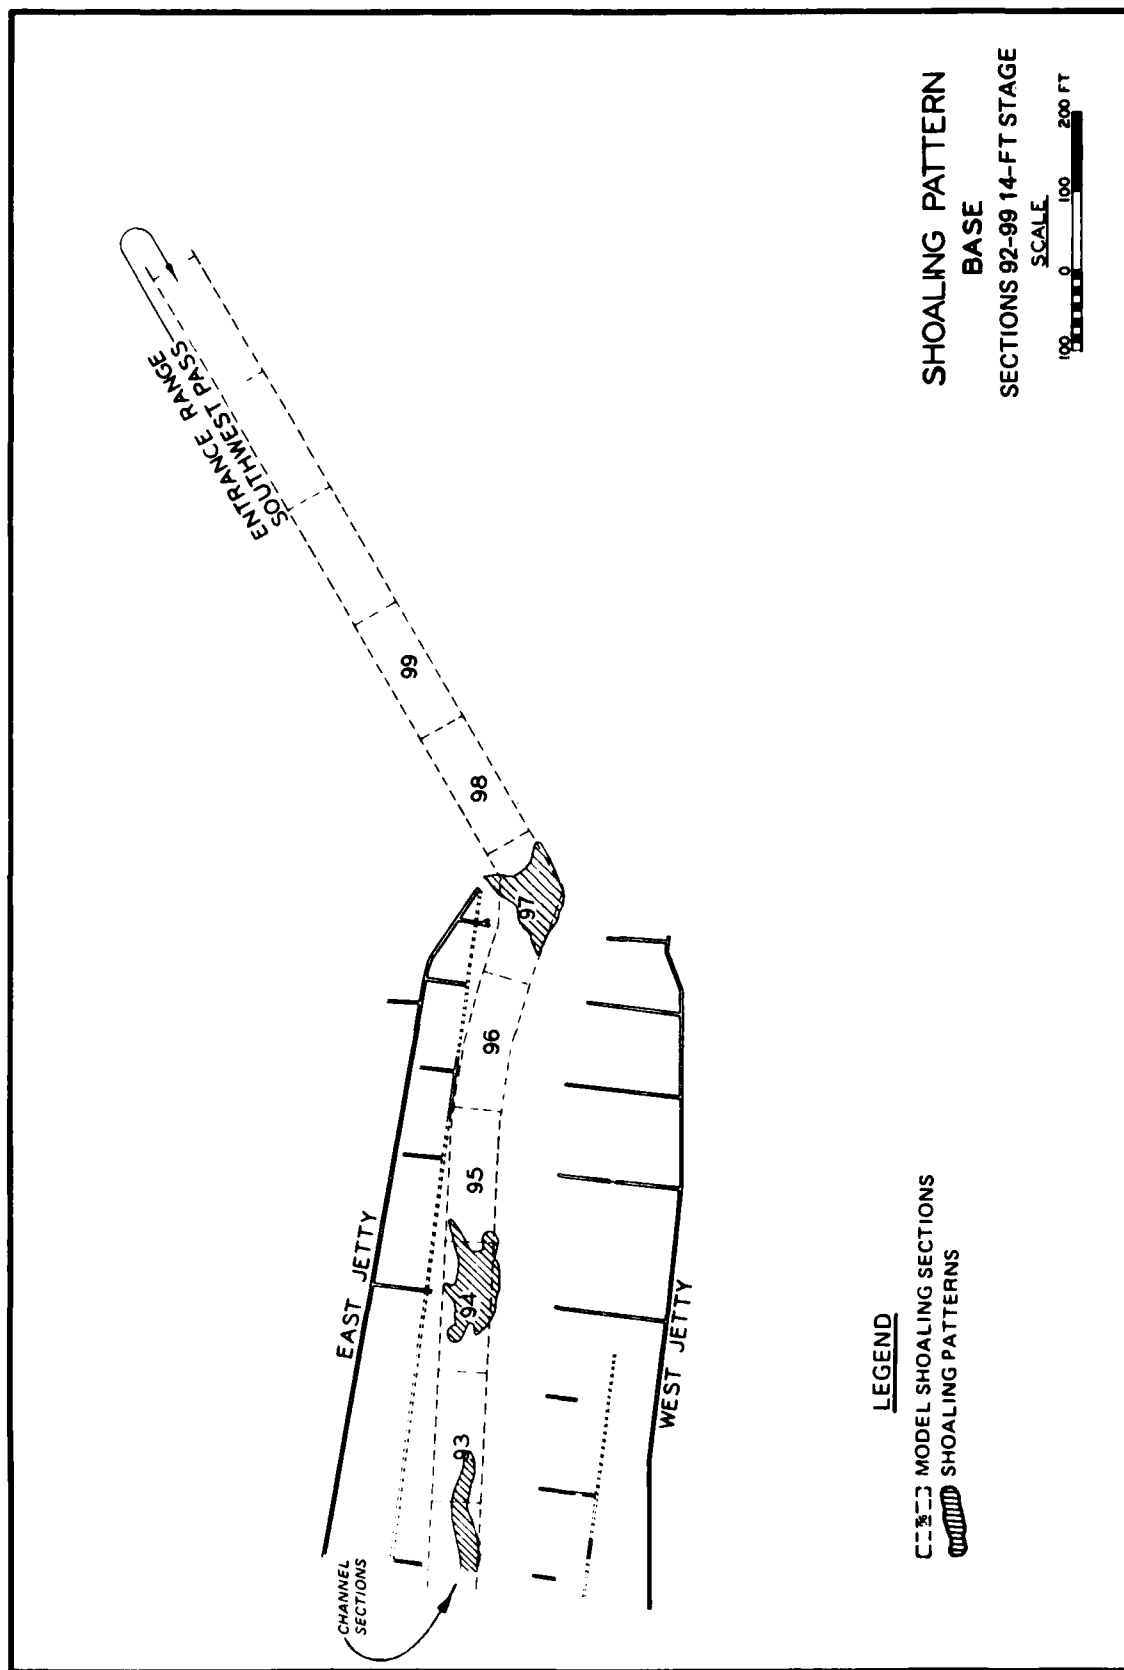 ENTRANCE RANGE
SOUTHWEST PASS
99
98
97
96
95
94
93
EAST JETTY
WEST JETTY
CHANNEL
SECTIONS
SHOALING PATTERN
BASE
SECTIONS 92-99 14-FT STAGE
SCALE
100 0 100 200 FT
LEGEND
MODEL SHOALING SECTIONS
SHOALING PATTERNS